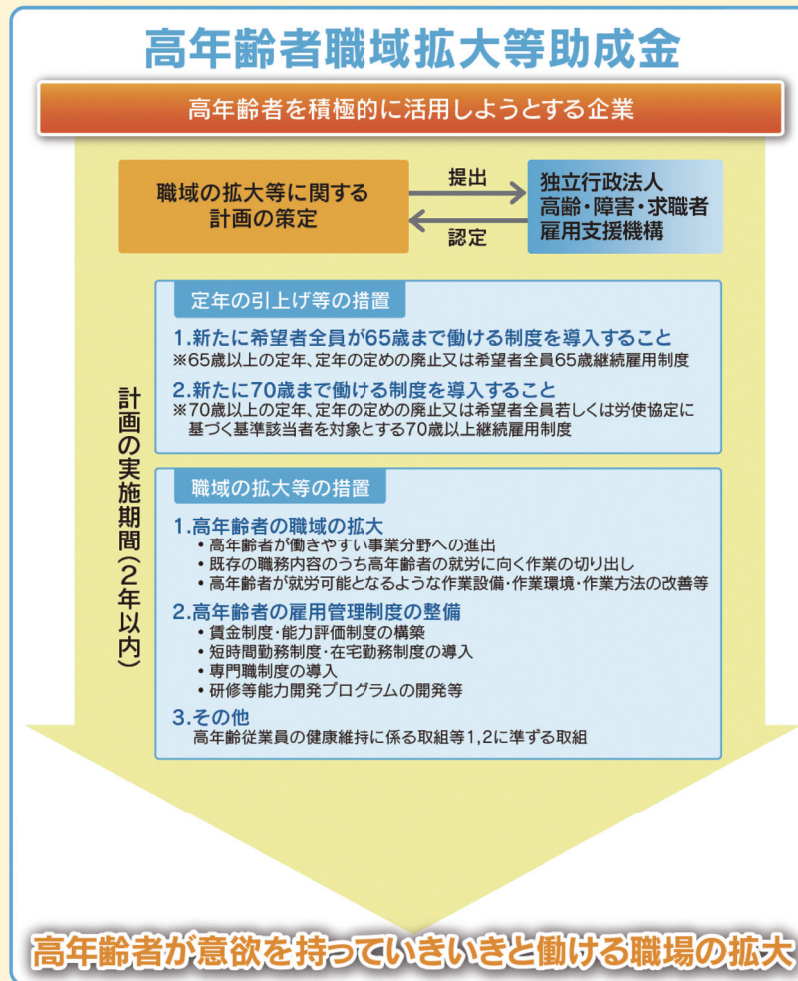 高年齢者職域拡大等助成金
高年齢者を積極的に活用しようとする企業
職域の拡大等に関する
計画の策定
提出
認定
独立行政法人
高齢・障害・求職者
雇用支援機構
計画の実施期間(2年以内)
定年の引上げ等の措置
1.新たに希望者全員が65歳まで働ける制度を導入すること
※65歳以上の定年、定年の定めの廃止又は希望者全員65歳継続雇用制度
2.新たに70歳まで働ける制度を導入すること
※70歳以上の定年、定年の定めの廃止又は希望者全員若しくは労使協定に
基づく基準該当者を対象とする70歳以上継続雇用制度
職域の拡大等の措置
1.高年齢者の職域の拡大
・高年齢者が働きやすい事業分野への進出
・既存の職務内容のうち高年齢者の就労に向く作業の切り出し
・高年齢者が就労可能となるような作業設備・作業環境・作業方法の改善等
2.高年齢者の雇用管理制度の整備
・賃金制度・能力評価制度の構築
・短時間勤務制度・在宅勤務制度の導入
・専門職制度の導入
・研修等能力開発プログラムの開発等
3.その他
高年齢従業員の健康維持に係る取組等1,2に準ずる取組
高年齢者が意欲を持っていきいきと働ける職場の拡大